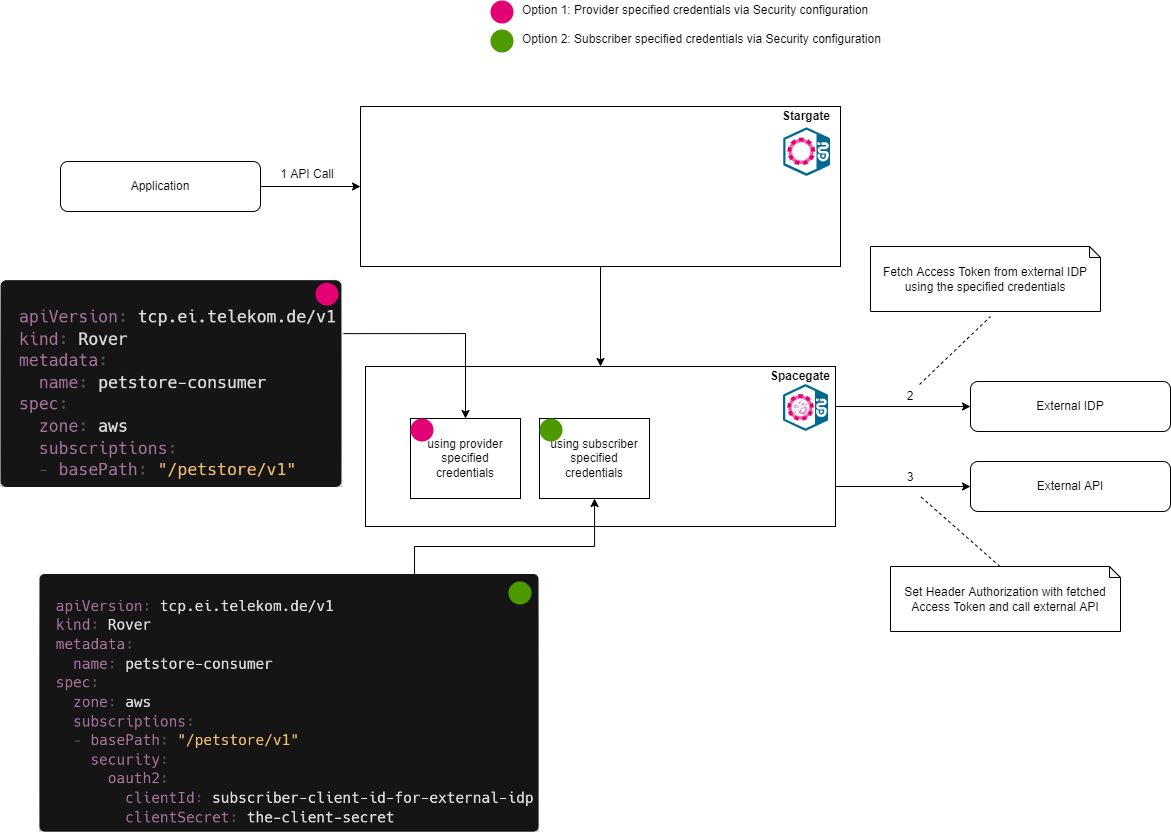 Option 1: Provider specified credentials via Security configuration
Option 2: Subscriber specified credentials via Security configuration
Stargate
Application
1 API Call
Fetch Access Token from external IDP
using the specified credentials
apiVersion: tcp.ei.telekom.de/v1
kind: Rover
metadata:
  name: petstore-consumer
spec:
  zone: aws
  subscriptions:
  - basePath: "/petstore/v1"
Spacegate
using provider
specified
credentials
using subscriber
specified
credentials
2
External IDP
3
External API
Set Header Authorization with fetched
Access Token and call external API
apiVersion: tcp.ei.telekom.de/v1
kind: Rover
metadata:
  name: petstore-consumer
spec:
  zone: aws
  subscriptions:
  - basePath: "/petstore/v1"
    security:
      oauth2:
        clientId: subscriber-client-id-for-external-idp
        clientSecret: the-client-secret